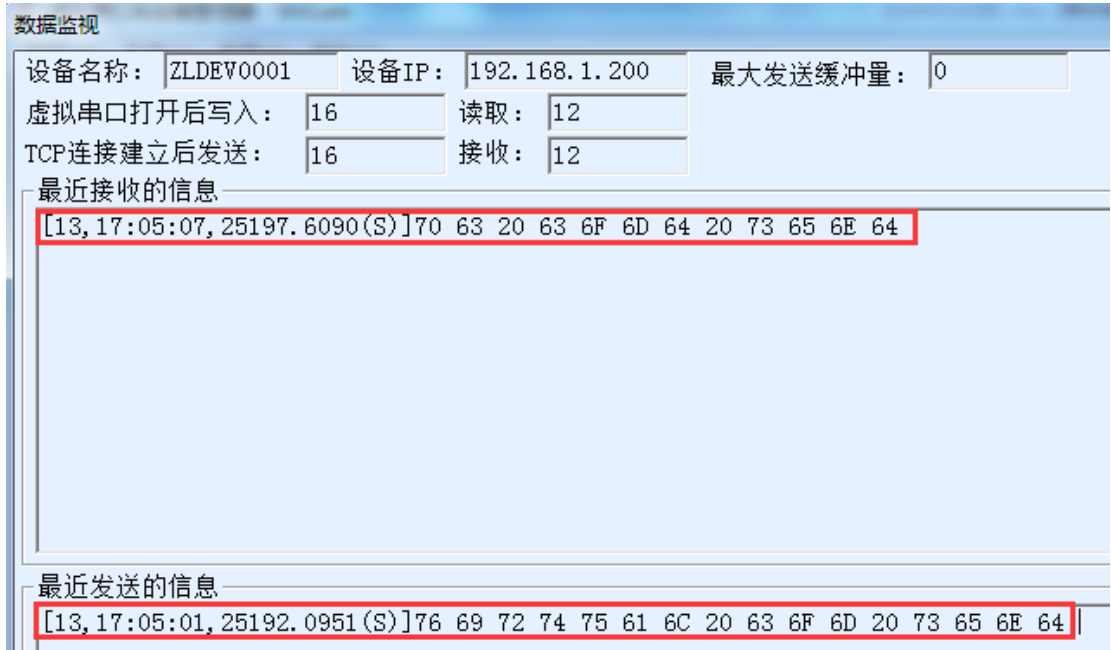 数据监视
设备名称： ZLDEV0001 设备IP： 192.168.1.200 最大发送缓冲量： 0
虚拟串口打开后写入： 16 读取： 12
TCP连接建立后发送： 16 接收： 12
最近接收的信息
[13,17:05:07,25197.6090(S)]70 63 20 63 6F 6D 64 20 73 65 6E 64
最近发送的信息
[13,17:05:01,25192.0951(S)]76 69 72 74 75 61 6C 20 63 6F 6D 20 73 65 6E 64